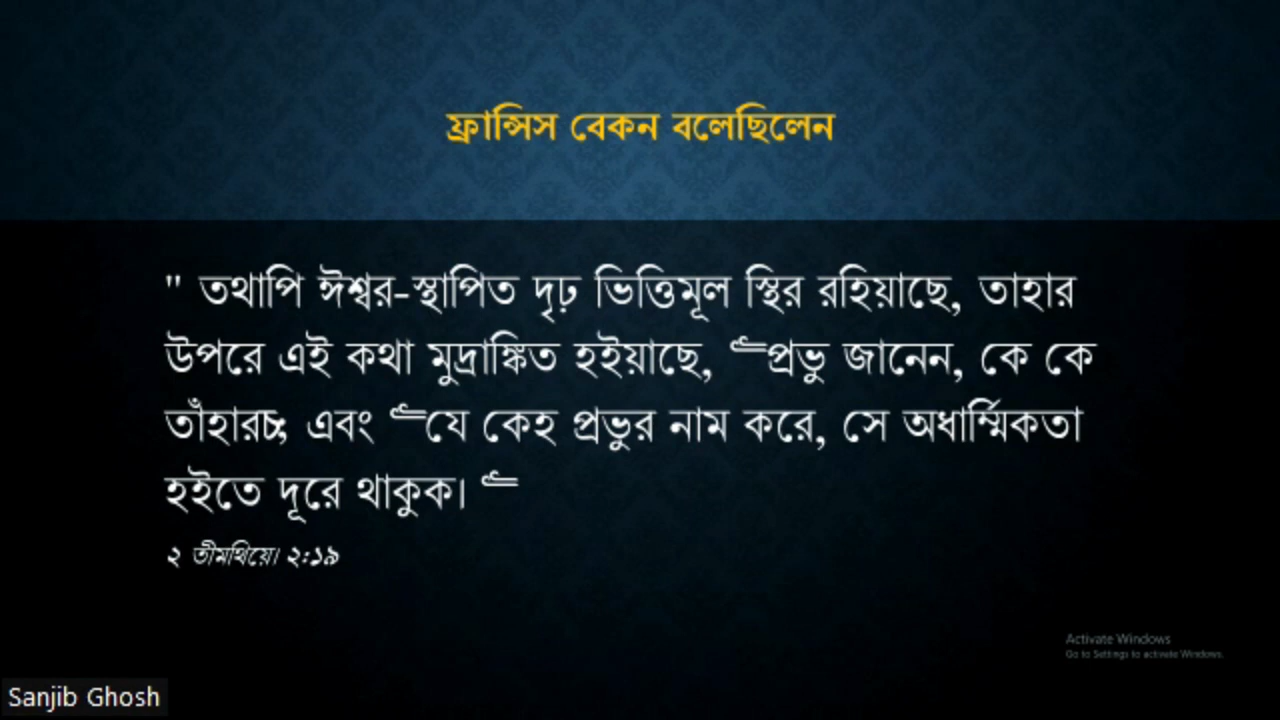 ফ্রান্সিস বেকন বলেছিলেন
" তথাপি ঈশ্বর-স্থাপিত দৃঢ় ভিত্তিমূল স্থির রহিয়াছে, তাহার
উপরে এই কথা মুদ্রাঙ্কিত হইয়াছে, প্রভু জানেন, কে কে
তাঁহারচ্চ; এবং যে কেহ প্রভুর নাম করে, সে অধার্ম্মিকতা
হইতে দূরে থাকুক।
২ তীমথিয়ে। ২:১৯
Activate Windows
Go to Settings to activate Windows.
Sanjib Ghosh